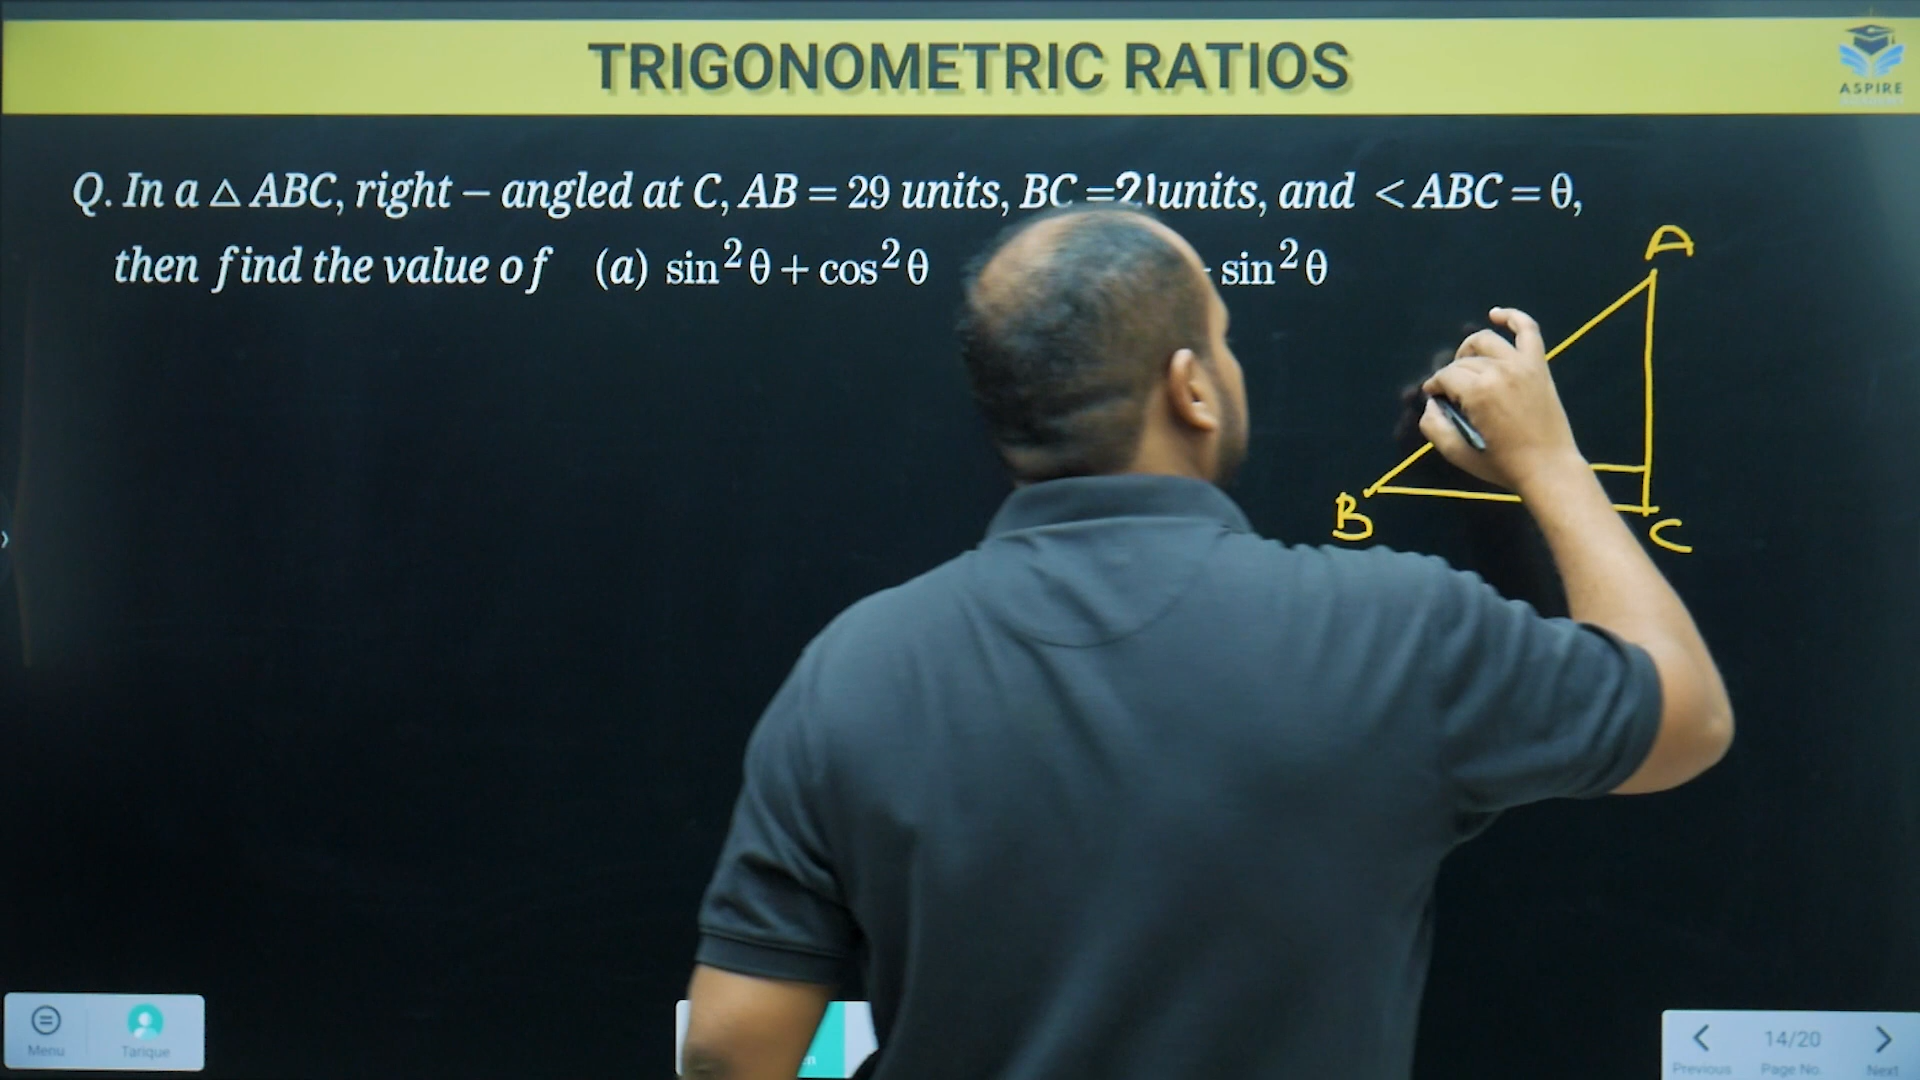 TRIGONOMETRIC RATIOS
ASPIRE
Q. In a △ ABC, right – angled at C, AB = 29 units, BC =21units, and < ABC = θ,
then find the value of (a) sin²θ + cos²θ - sin²θ
A
B
C
Menu
Tarique
14/20
Previous
Page No.
Next